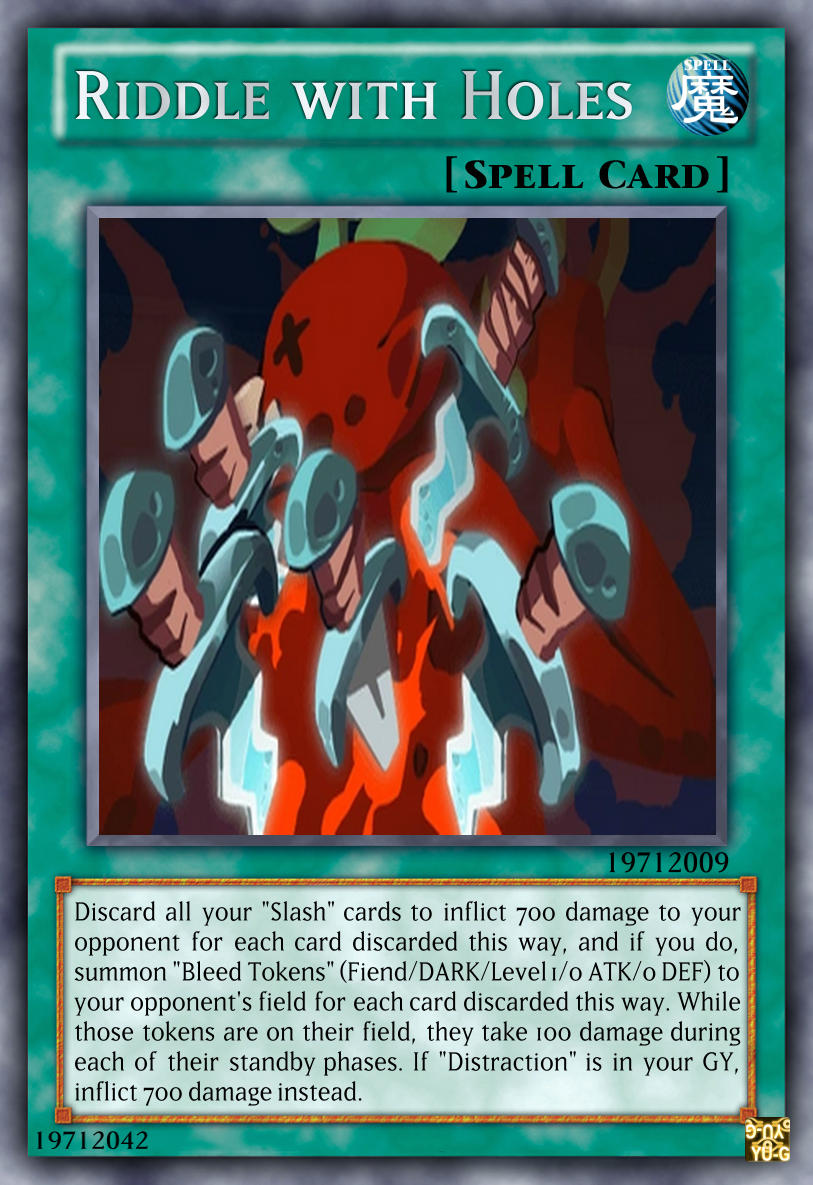 Riddle with Holes
SPELL
魔
[Spell Card]
19712009
Discard all your "Slash" cards to inflict 700 damage to your
opponent for each card discarded this way, and if you do,
summon "Bleed Tokens" (Fiend/DARK/Level 1/0 ATK/0 DEF) to
your opponent's field for each card discarded this way. While
those tokens are on their field, they take 100 damage during
each of their standby phases. If "Distraction" is in your GY,
inflict 700 damage instead.
19712042